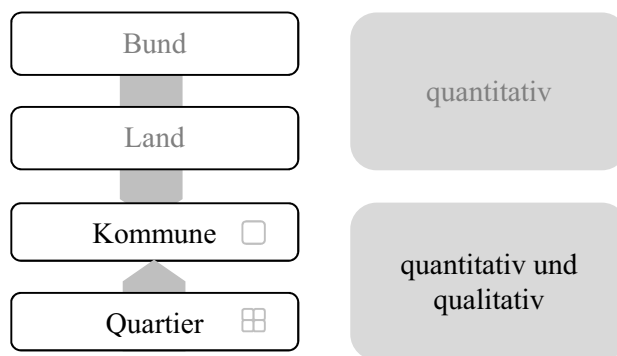 Bund
Land
quantitativ
Kommune
Quartier
quantitativ und
qualitativ